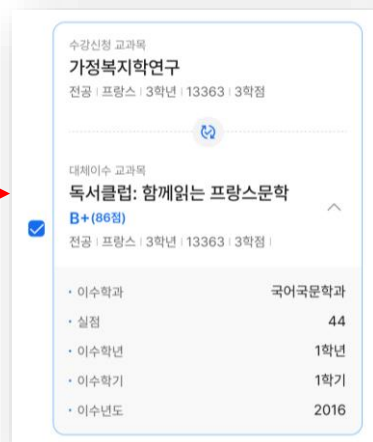 수강신청 교과목
가정복지학연구
전공 | 프랑스 | 3학년 | 13363 | 3학점
대체이수 교과목
독서클럽: 함께읽는 프랑스문학
B+(86점)
전공 | 프랑스 | 3학년 | 13363 | 3학점 |
• 이수학과 국어국문학과
• 실점 44
• 이수학년 1학년
• 이수학기 1학기
• 이수년도 2016